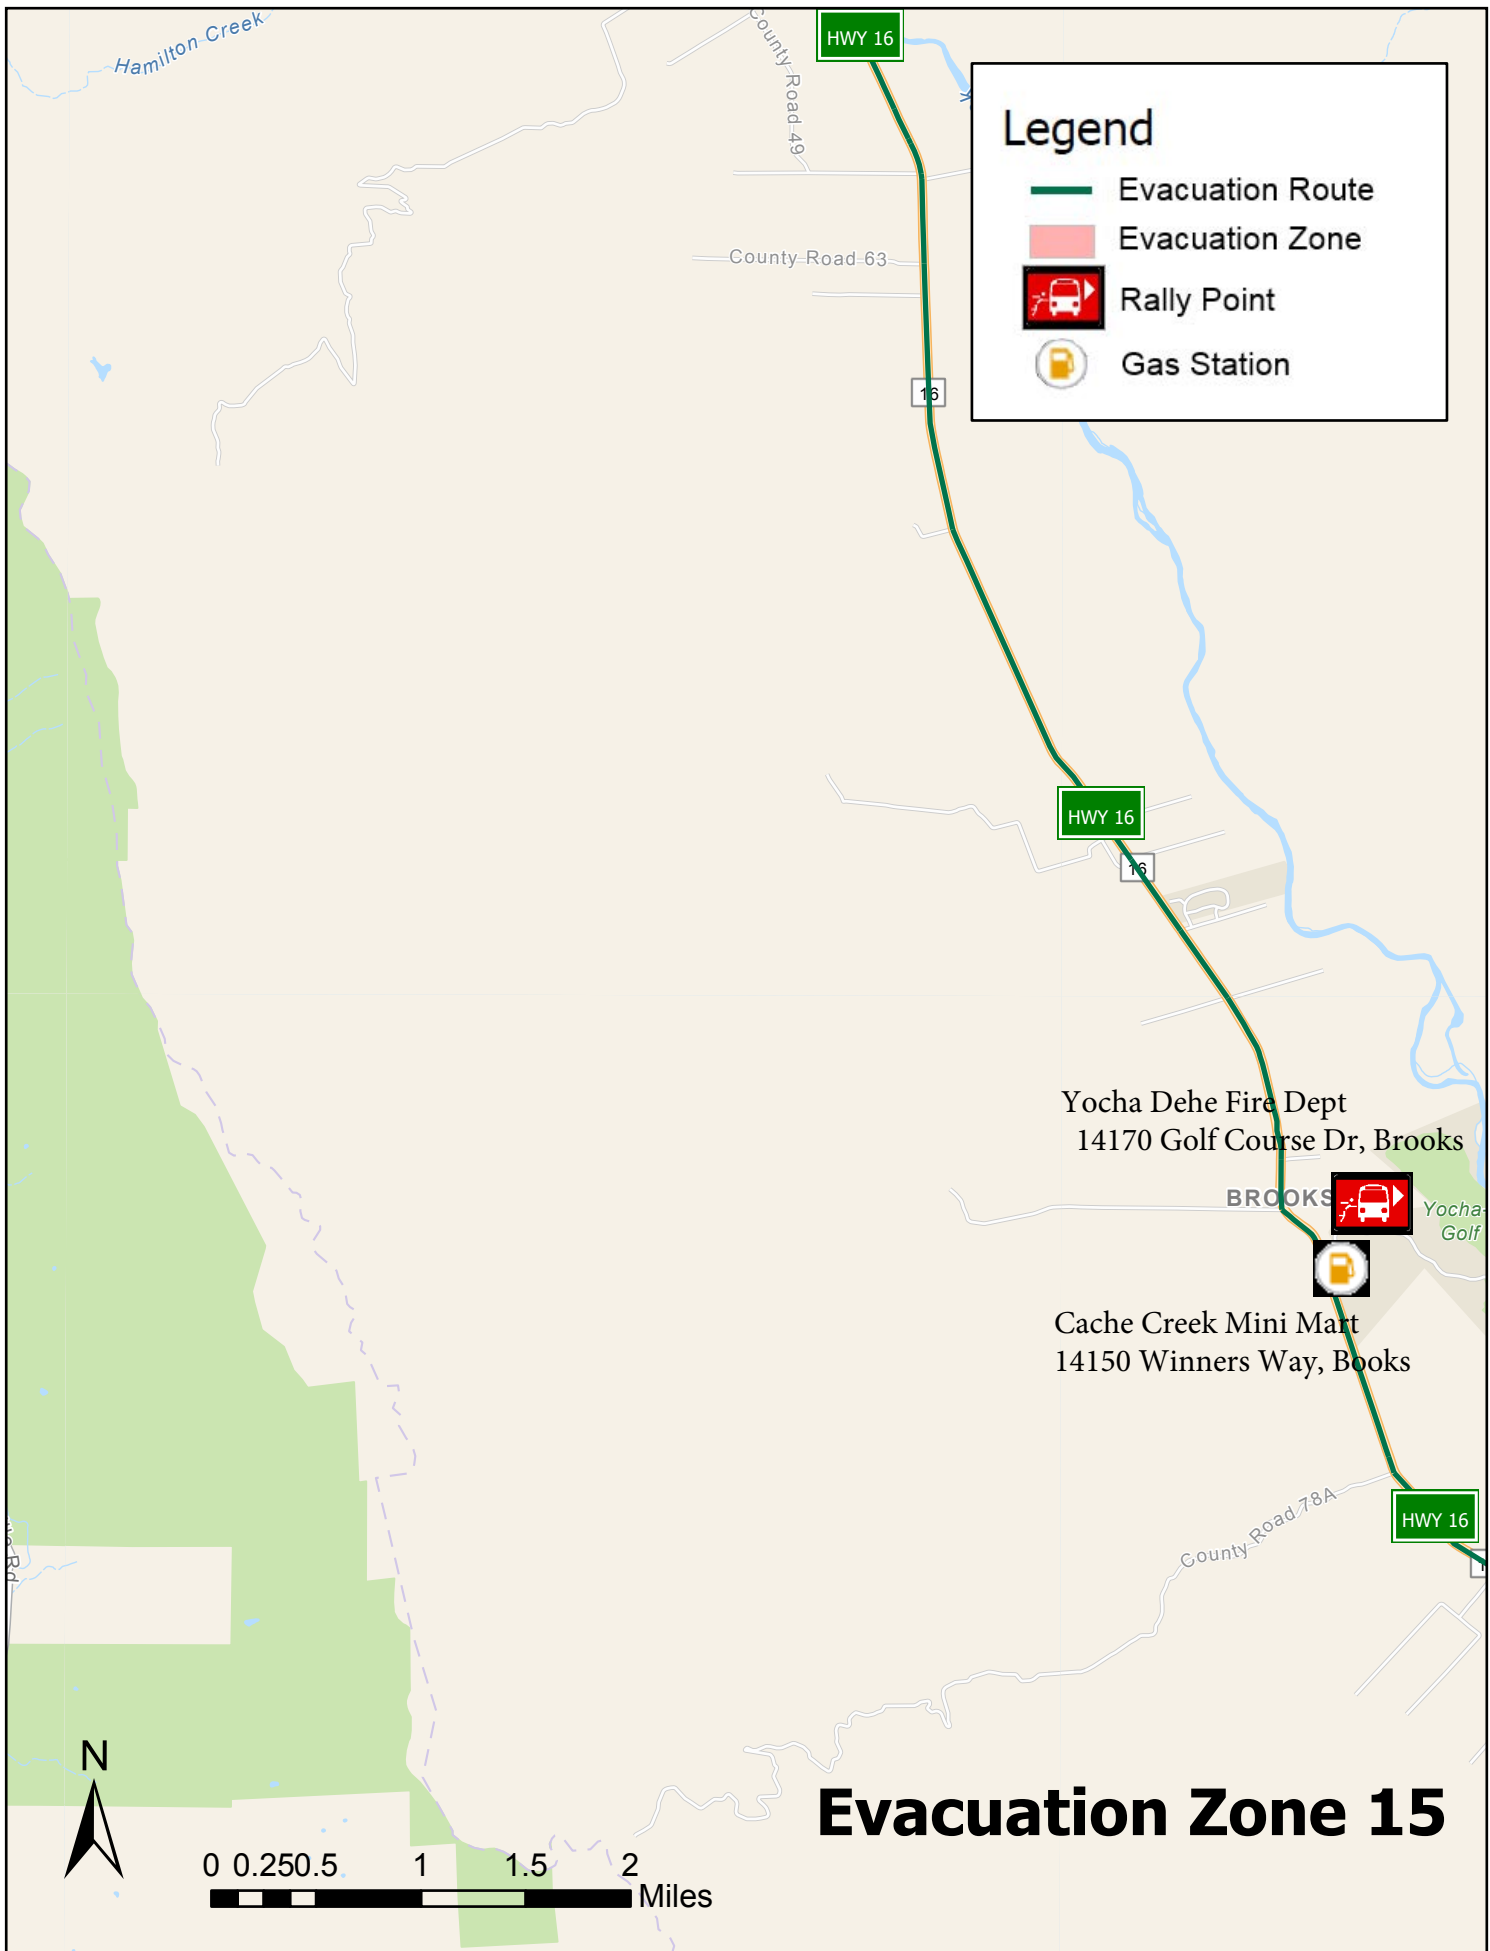 Hamilton Creek
County Road 49
HWY 16
Legend
Evacuation Route
Evacuation Zone
Rally Point
Gas Station
County Road 63
16
HWY 16
16
Yocha Dehe Fire Dept
14170 Golf Course Dr, Brooks
BROOKS
Yocha-
Golf
Cache Creek Mini Mart
14150 Winners Way, Books
County Road 78A
HWY 16
Rd
N
Evacuation Zone 15
0 0.25 0.5 1 1.5 2
Miles